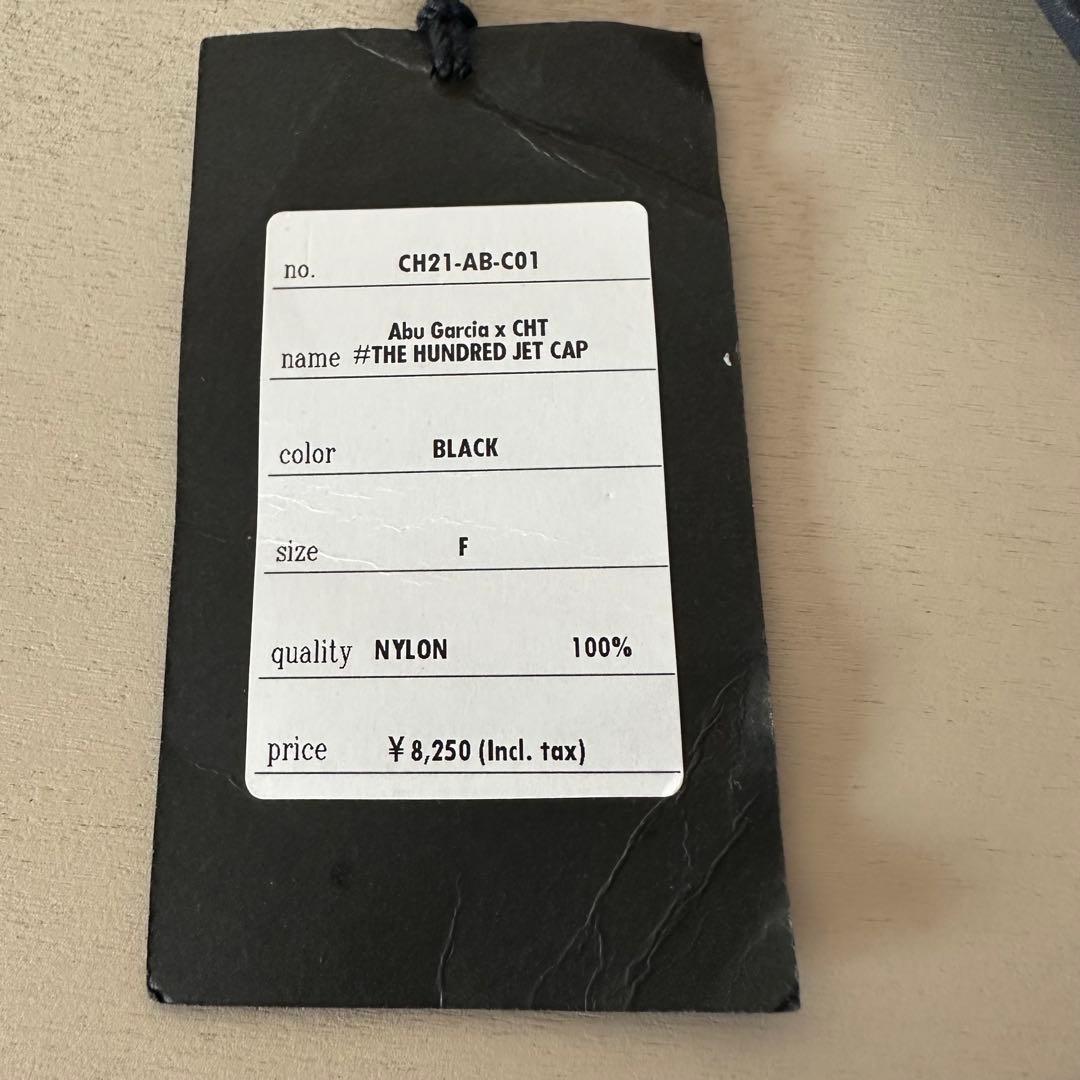 no. CH21-AB-C01
Abu Garcia x CHT
name #THE HUNDRED JET CAP
color BLACK
size F
quality NYLON 100%
price ¥8,250 (Incl. tax)